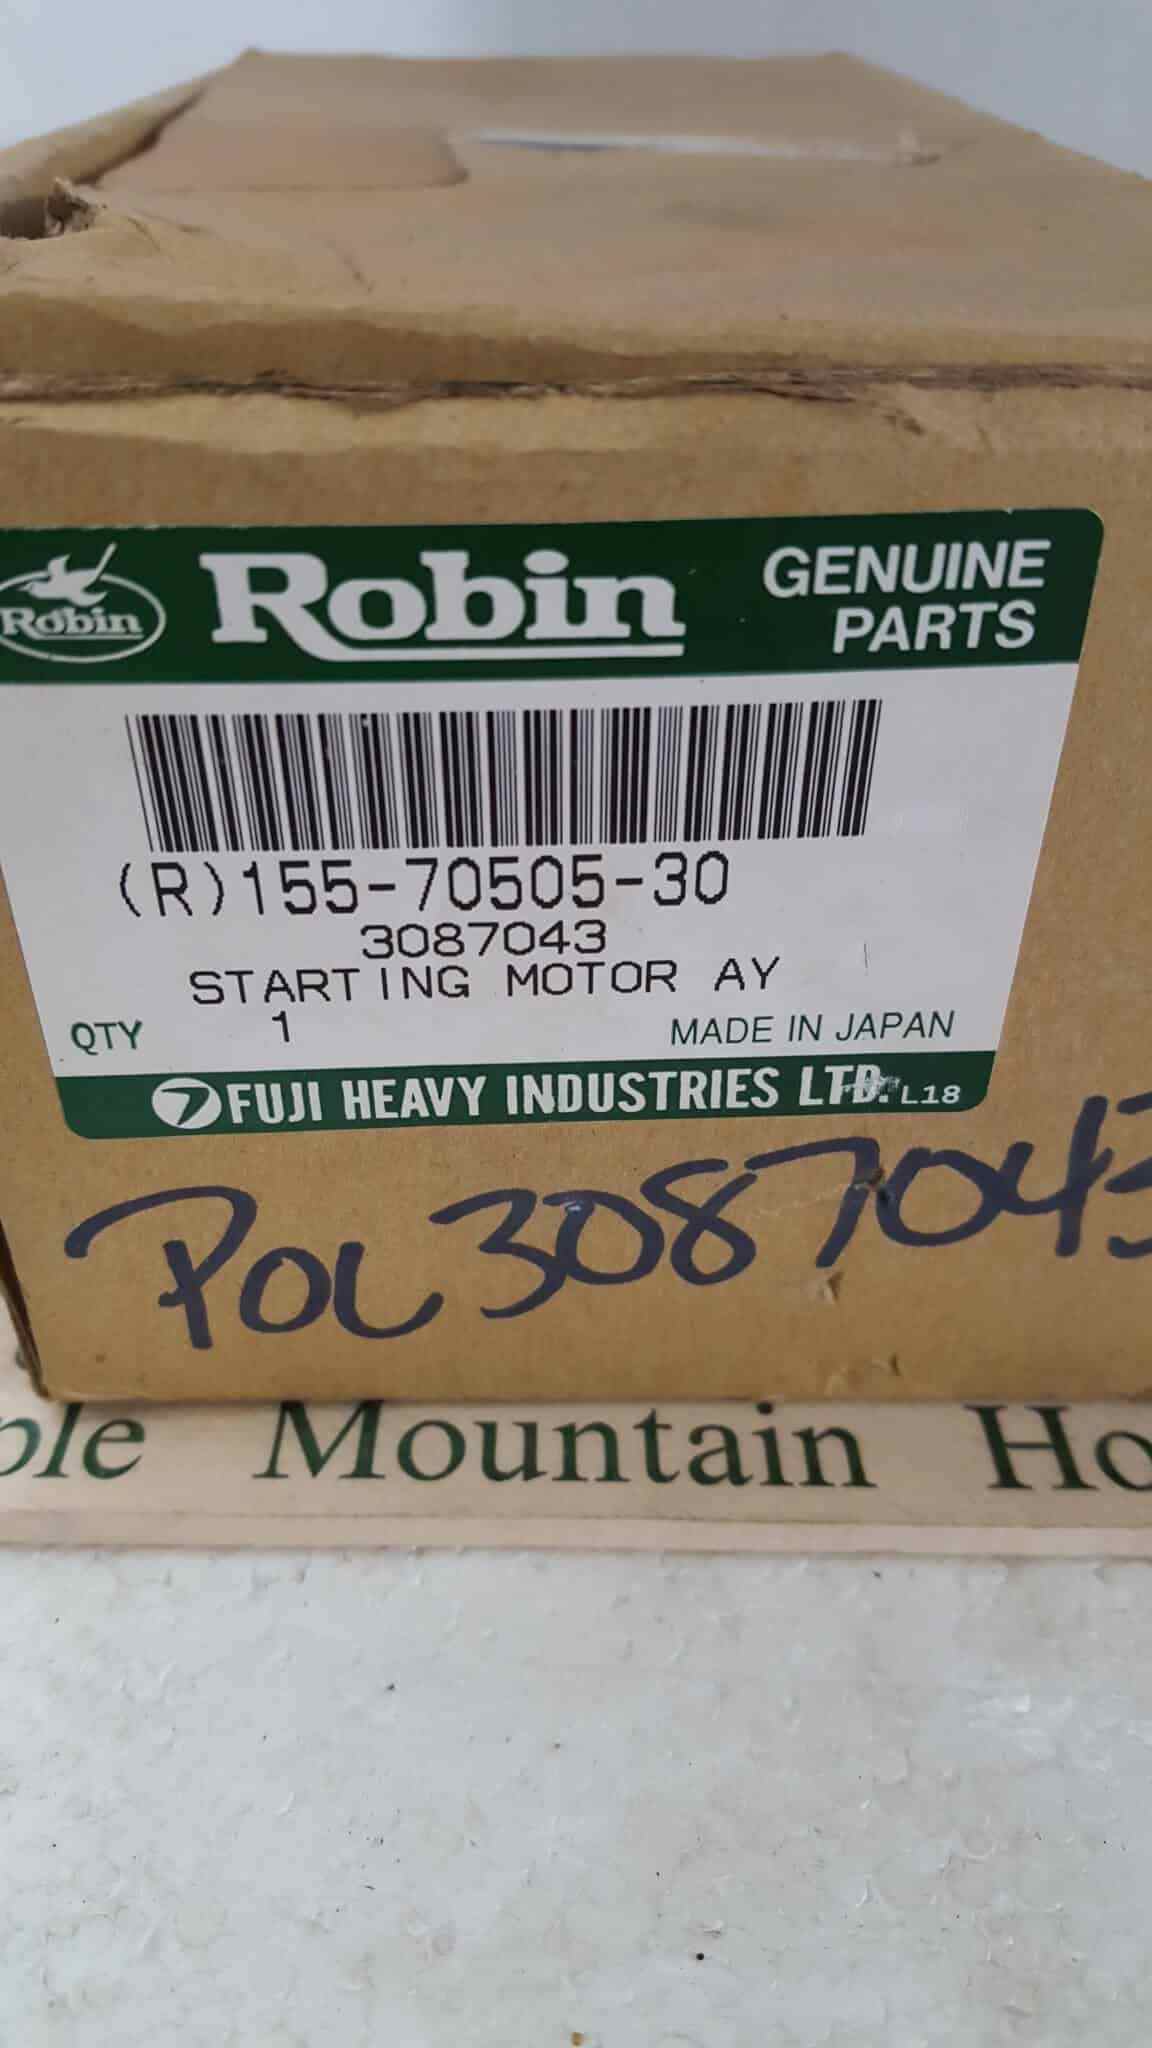 Robin
Robin
GENUINE
PARTS
(R)155-70505-30
3087043
STARTING MOTOR AY
QTY 1 MADE IN JAPAN
FUJI HEAVY INDUSTRIES LTD. L18
POL 3087043
ple Mountain Ho